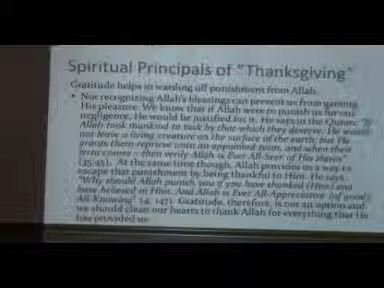 Spiritual Principals of "Thanksgiving"
Gratitude helps in warding off punishment from Allah.
• Not recognizing Allah's blessings can prevent us from gaining
His pleasure. We know that if Allah were to punish us for our
negligence, He would be justified for it. He says in the Quran, "If
Allah took mankind to task by that which they deserve, He would
not leave a living creature on the surface of the earth; but He
grants them reprieve unto an appointed term, and when their
term comes – then verily Allah is Ever All-Seer of His slaves"
(35:45). At the same time though, Allah provides us a way to
escape that punishment by being thankful to Him. He says
"Why should Allah punish you if you have thanked (Him) and
have believed in Him. And Allah is Ever All-Appreciative (of good),
All-Knowing" (4:147). Gratitude, therefore, is not an option and
we should clean our hearts to thank Allah for everything that He
has provided us.